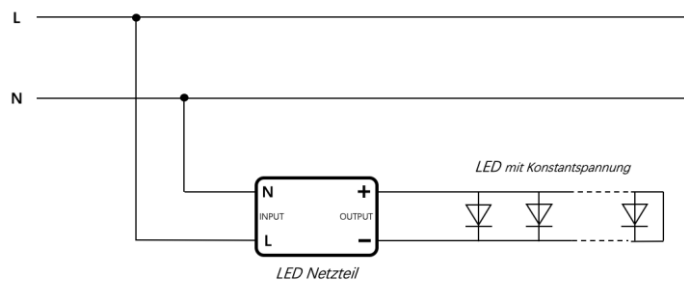 L
N
LED mit Konstantspannung
N +
INPUT OUTPUT
L −
LED Netzteil